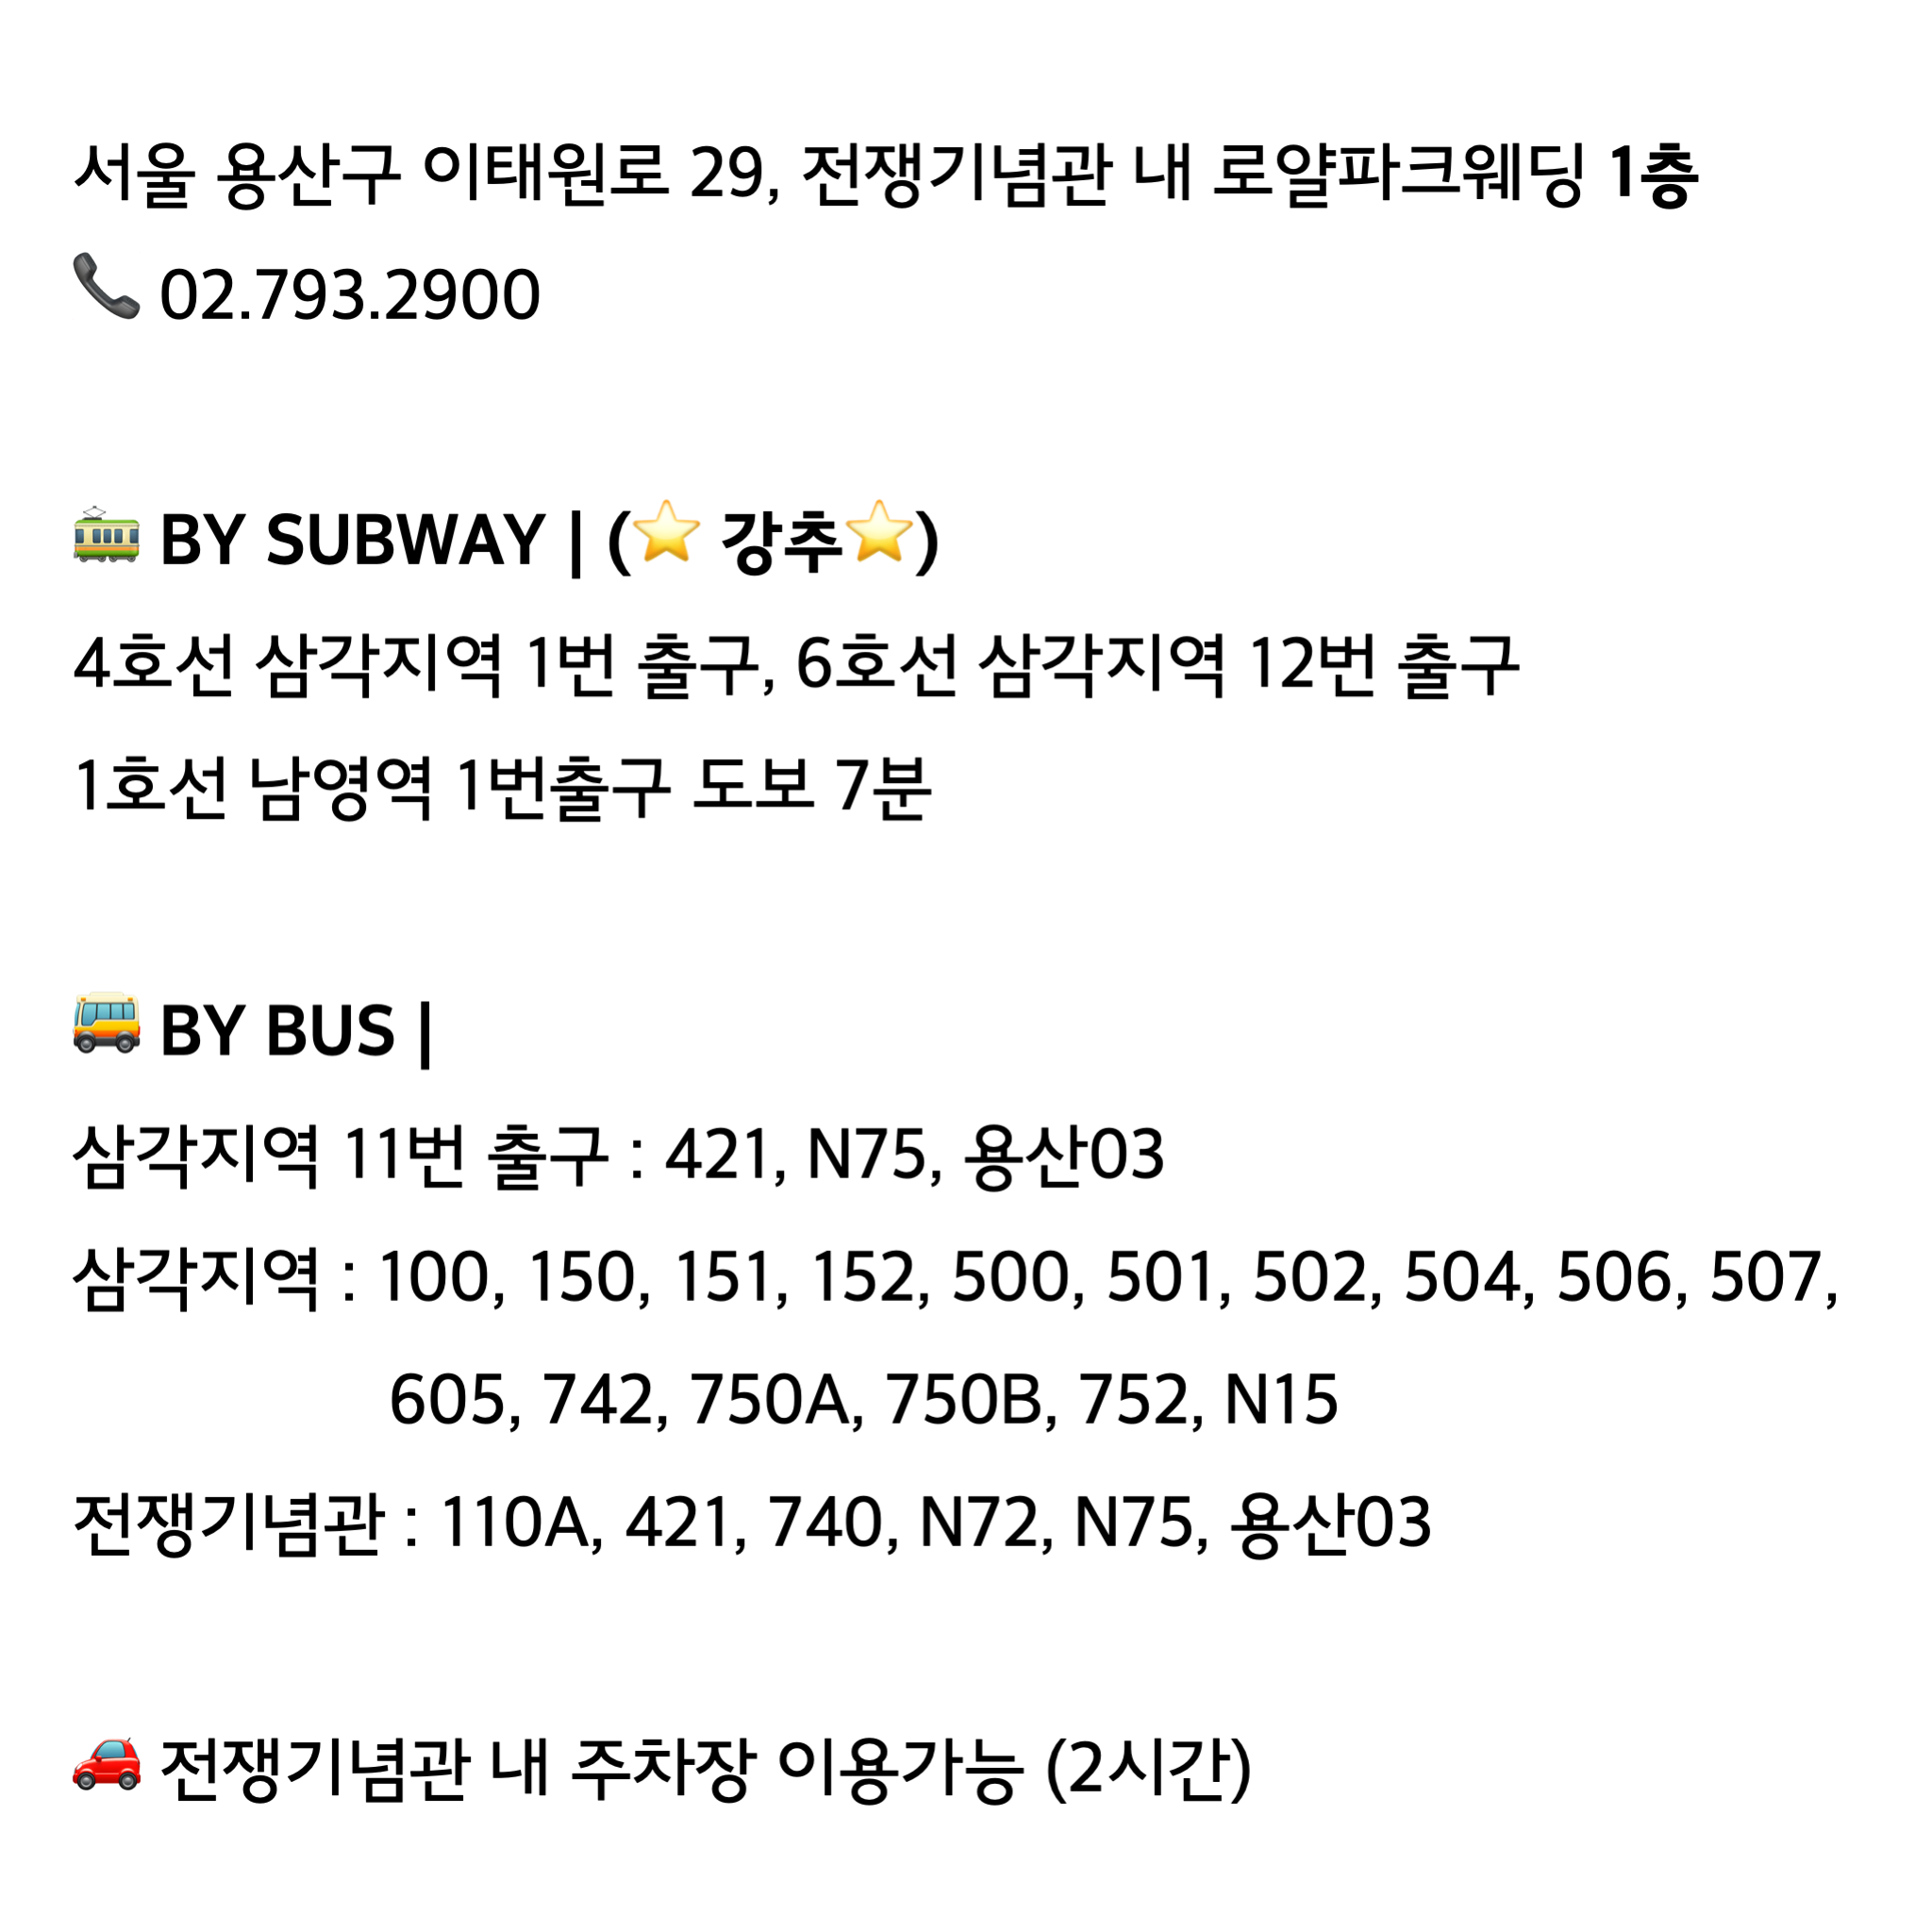 서울 용산구 이태원로 29, 전쟁기념관 내 로얄파크웨딩 1층
📞 02.793.2900
🚋 BY SUBWAY | (⭐ 강추⭐)
4호선 삼각지역 1번 출구, 6호선 삼각지역 12번 출구
1호선 남영역 1번출구 도보 7분
🚌 BY BUS |
삼각지역 11번 출구 : 421, N75, 용산03
삼각지역 : 100, 150, 151, 152, 500, 501, 502, 504, 506, 507,
605, 742, 750A, 750B, 752, N15
전쟁기념관 : 110A, 421, 740, N72, N75, 용산03
🚗 전쟁기념관 내 주차장 이용가능 (2시간)